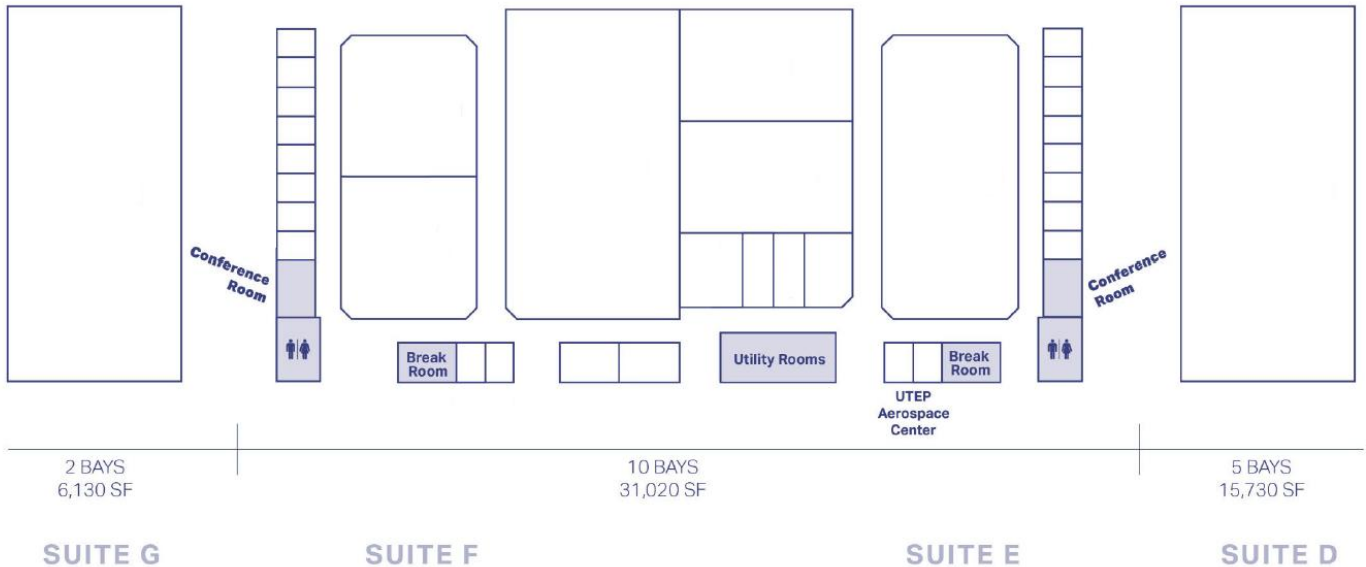 Conference
Room
Conference
Room
Break
Room
Utility Rooms
Break
Room
UTEP
Aerospace
Center
2 BAYS
6,130 SF
10 BAYS
31,020 SF
5 BAYS
15,730 SF
SUITE G
SUITE F
SUITE E
SUITE D